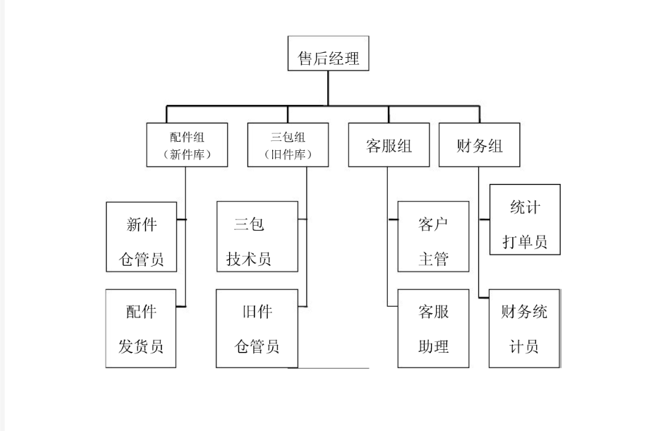 售后经理
配件组
（新件库）
三包组
（旧件库）
客服组
财务组
新件
仓管员
三包
技术员
客户
主管
统计
打单员
配件
发货员
旧件
仓管员
客服
助理
财务统
计员